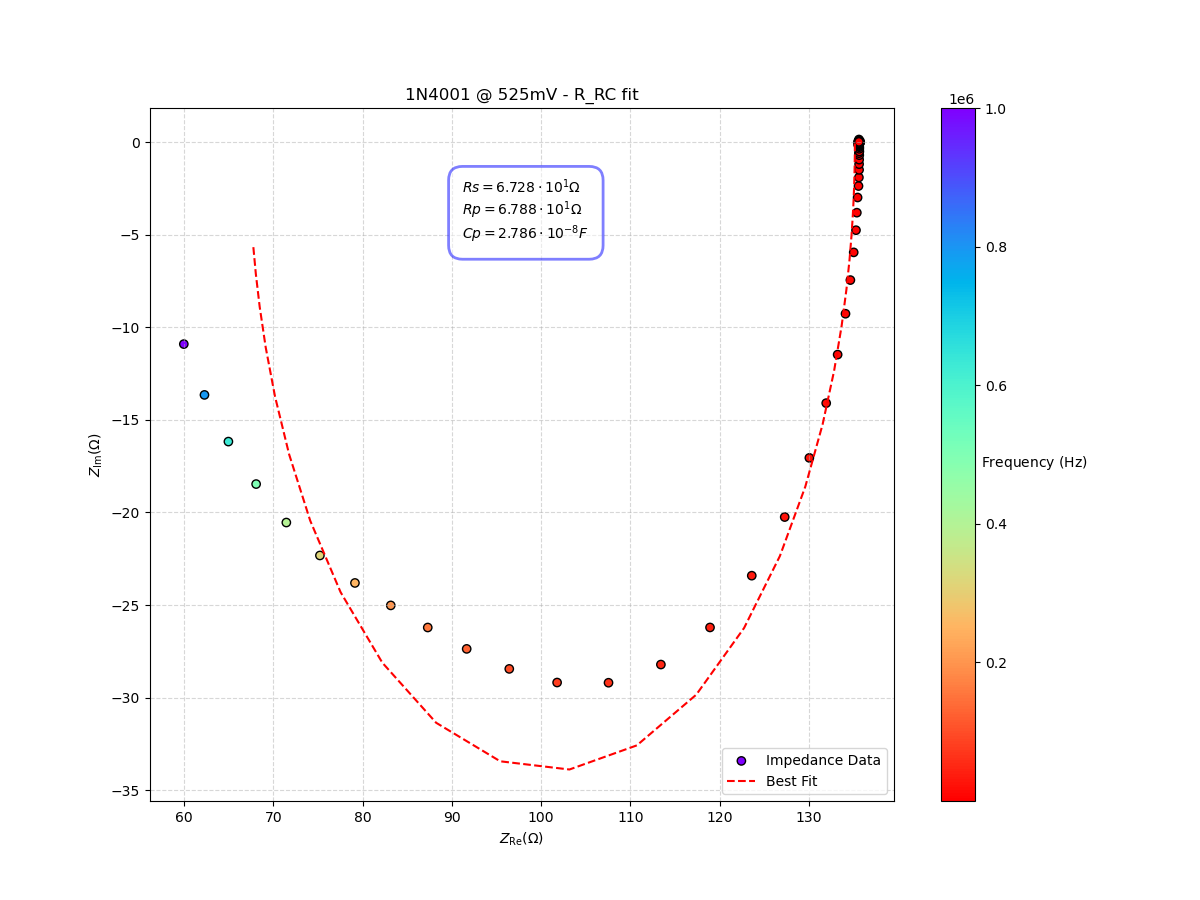 1N4001 @ 525mV - R_RC fit
1e6
1.0
0.8
0.6
0.4
0.2
Frequency (Hz)
0
−5
−10
−15
−20
−25
−30
−35
Z_Im(Ω)
Rs = 6.728 · 10^1Ω
Rp = 6.788 · 10^1Ω
Cp = 2.786 · 10^−8F
Impedance Data
Best Fit
60 70 80 90 100 110 120 130
Z_Re(Ω)